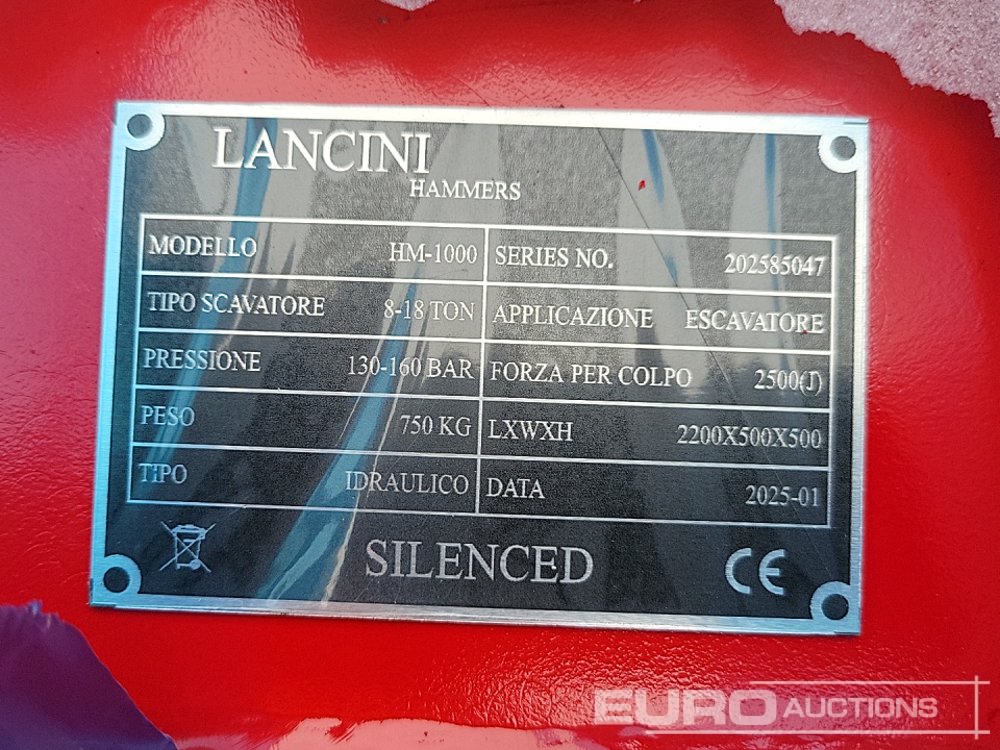 LANCINI
HAMMERS
MODELLO HM-1000 SERIES NO. 202585047
TIPO SCAVATORE 8-18 TON APPLICAZIONE ESCAVATORE
PRESSIONE 130-160 BAR FORZA PER COLPO 2500(J)
PESO 750 KG LXWXH 2200X500X500
TIPO IDRAULICO DATA 2025-01
SILENCED CE
EURO AUCTIONS